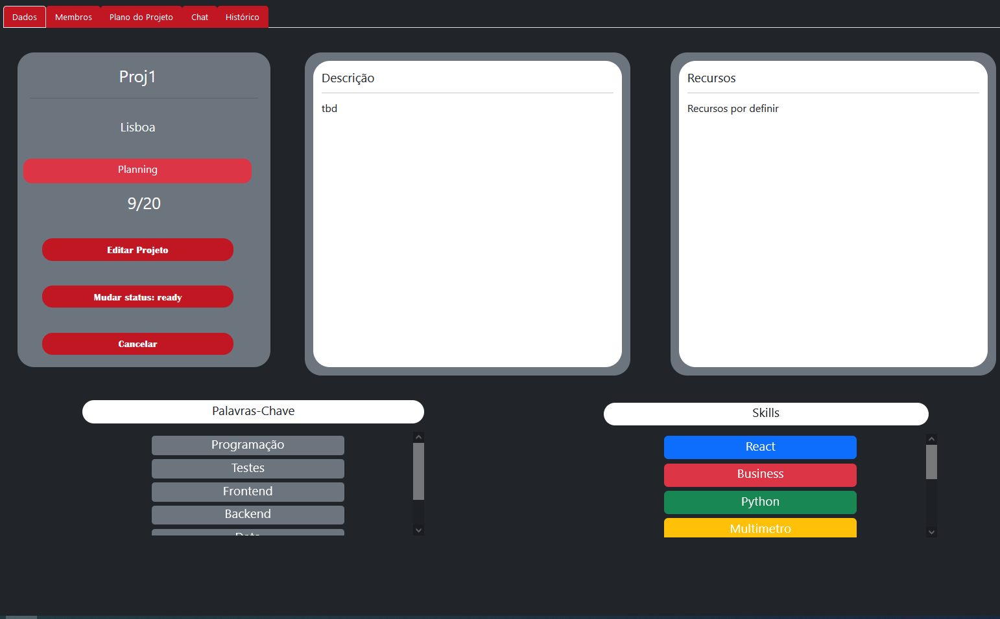 Dados Membros Plano do Projeto Chat Histórico
Proj1
Lisboa
Planning
9/20
Editar Projeto
Mudar status: ready
Cancelar
Descrição
tbd
Recursos
Recursos por definir
Palavras-Chave
Programação
Testes
Frontend
Backend
Skills
React
Business
Python
Multimetro